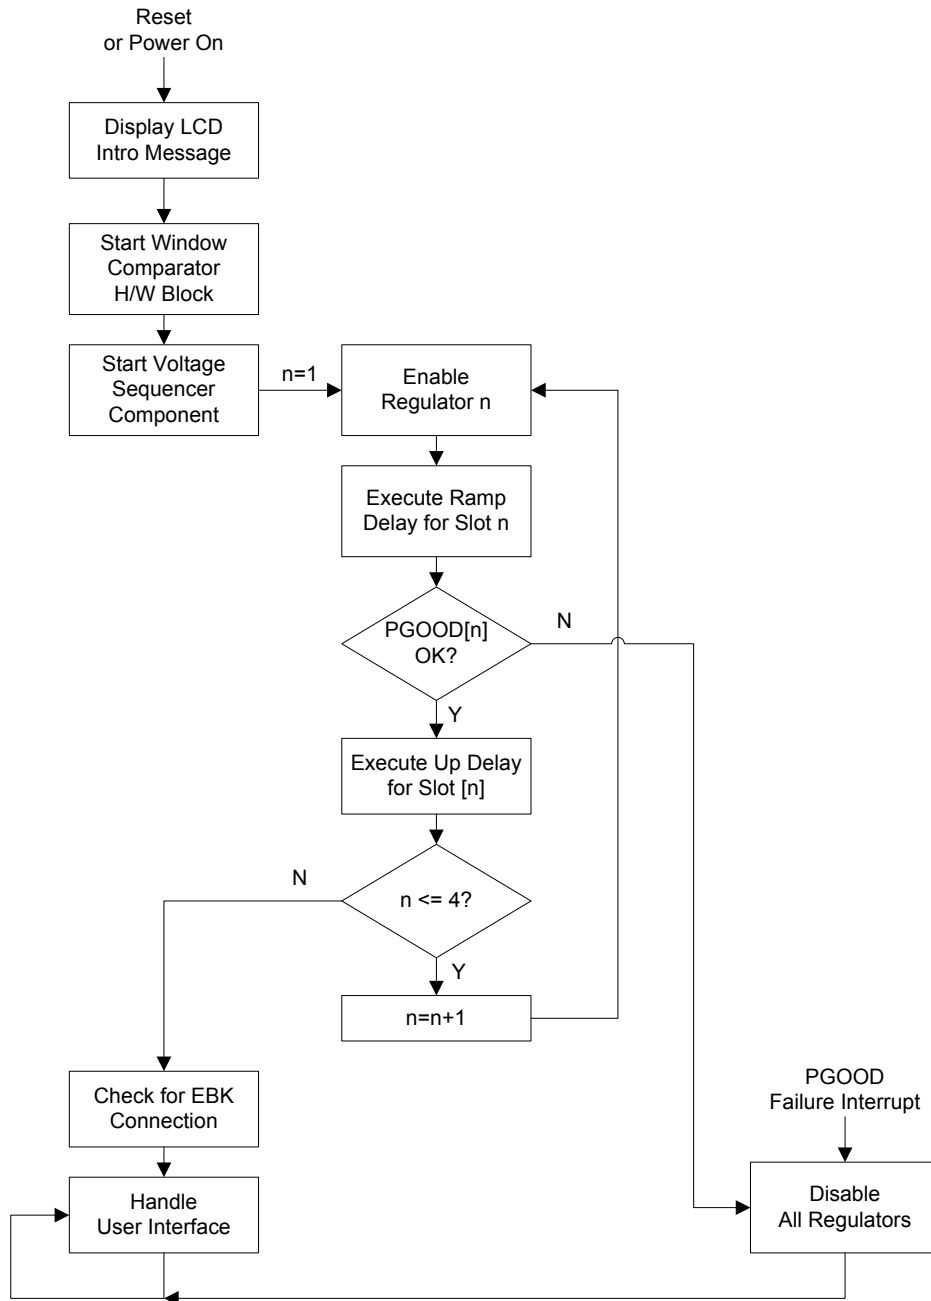 Reset
or Power On
Display LCD
Intro Message
Start Window
Comparator
H/W Block
Start Voltage
Sequencer
Component
n=1
Enable
Regulator n
Execute Ramp
Delay for Slot n
PGOOD[n]
OK?
N
Y
Execute Up Delay
for Slot [n]
n <= 4?
N
Y
n=n+1
Check for EBK
Connection
Handle
User Interface
PGOOD
Failure Interrupt
Disable
All Regulators